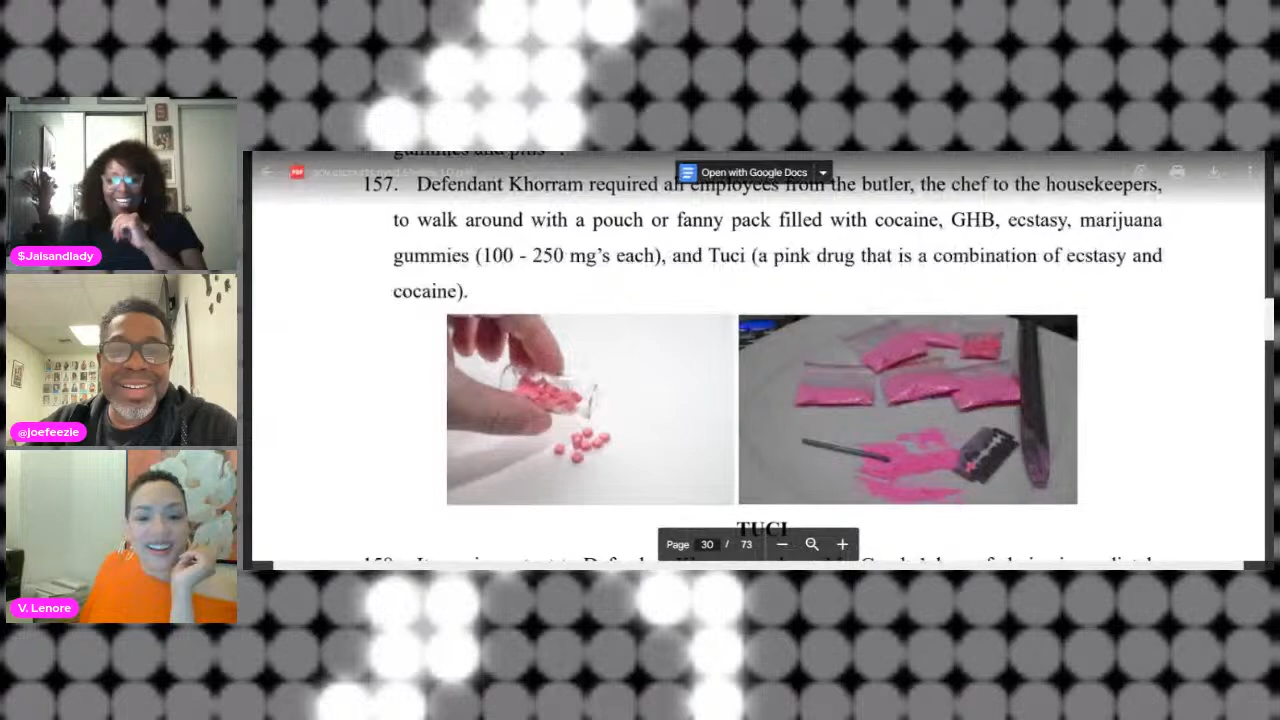 157. Defendant Khorram required all employees from the butler, the chef to the housekeepers,
to walk around with a pouch or fanny pack filled with cocaine, GHB, ecstasy, marijuana
gummies (100 - 250 mg's each), and Tuci (a pink drug that is a combination of ecstasy and
cocaine).
Open with Google Docs
TUCI
Page 30 / 73
$Jaisandlady
@joefeezie
V. Lenore